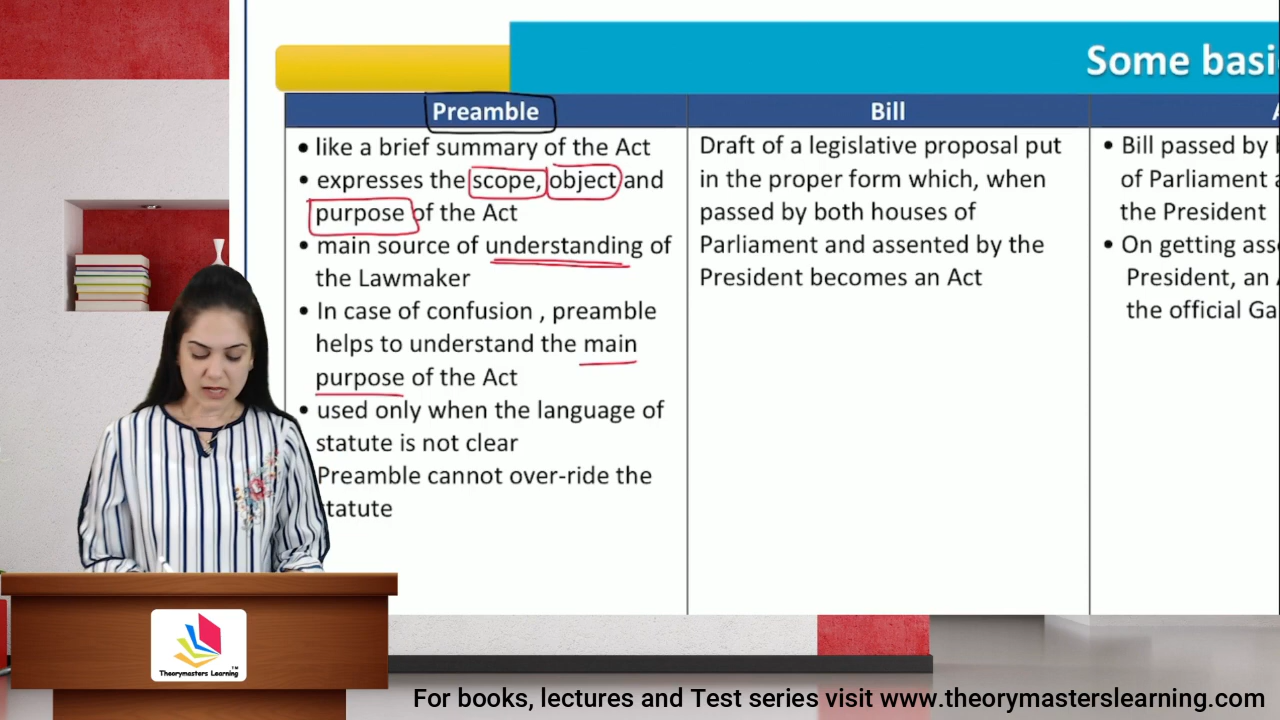 Some basi
Preamble
• like a brief summary of the Act
• expresses the scope, object and
purpose of the Act
• main source of understanding of
the Lawmaker
• In case of confusion , preamble
helps to understand the main
purpose of the Act
• used only when the language of
statute is not clear
Preamble cannot over-ride the
tatute
Bill
Draft of a legislative proposal put
in the proper form which, when
passed by both houses of
Parliament and assented by the
President becomes an Act
• Bill passed by
of Parliament
the President
• On getting ass
President, an
the official Ga
Theorymasters Learning™
For books, lectures and Test series visit www.theorymasterslearning.com